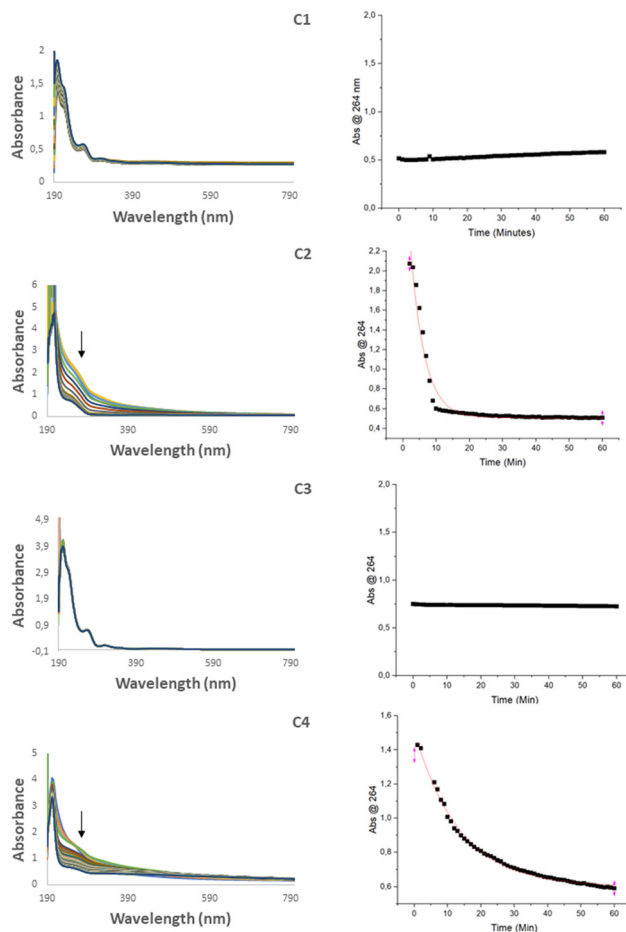 C1
Absorbance
2
1,5
1
0,5
0
190 390 590 790
Wavelength (nm)
Abs @ 264 nm
2,0
1,5
1,0
0,5
0,0
0 10 20 30 40 50 60
Time (Minutes)
C2
Absorbance
6
5
4
3
2
1
0
190 390 590 790
Wavelength (nm)
Abs @ 264
2,2
2,0
1,8
1,6
1,4
1,2
1,0
0,8
0,6
0,4
0 10 20 30 40 50 60
Time (Min)
C3
Absorbance
4,9
3,9
2,9
1,9
0,9
-0,1
190 390 590 790
Wavelength (nm)
Abs @ 264
2,0
1,5
1,0
0,5
0,0
0 10 20 30 40 50 60
Time (Min)
C4
Absorbance
5
4
3
2
1
0
190 390 590 790
Wavelength (nm)
Abs @ 264
1,6
1,4
1,2
1,0
0,8
0,6
0 10 20 30 40 50 60
Time (Min)